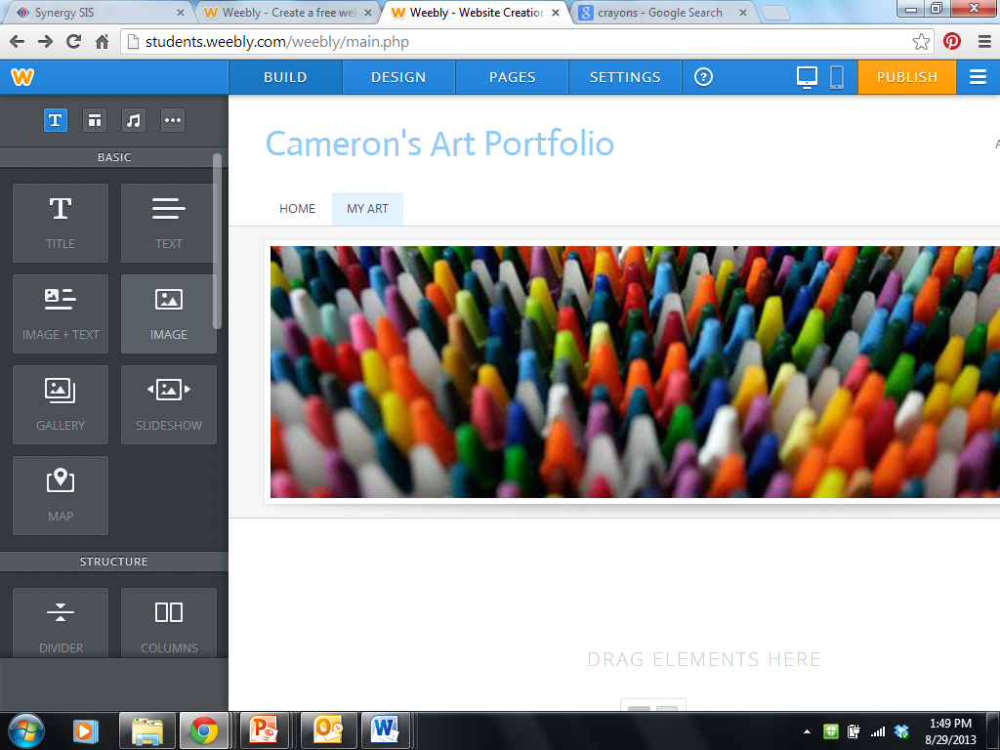 Synergy SIS
Weebly - Create a free wel
Weebly - Website Creation
crayons - Google Search
students.weebly.com/weebly/main.php
BUILD
DESIGN
PAGES
SETTINGS
?
PUBLISH
BASIC
TITLE
TEXT
IMAGE + TEXT
IMAGE
GALLERY
SLIDESHOW
MAP
STRUCTURE
DIVIDER
COLUMNS
Cameron's Art Portfolio
HOME
MY ART
DRAG ELEMENTS HERE
1:49 PM
8/29/2013